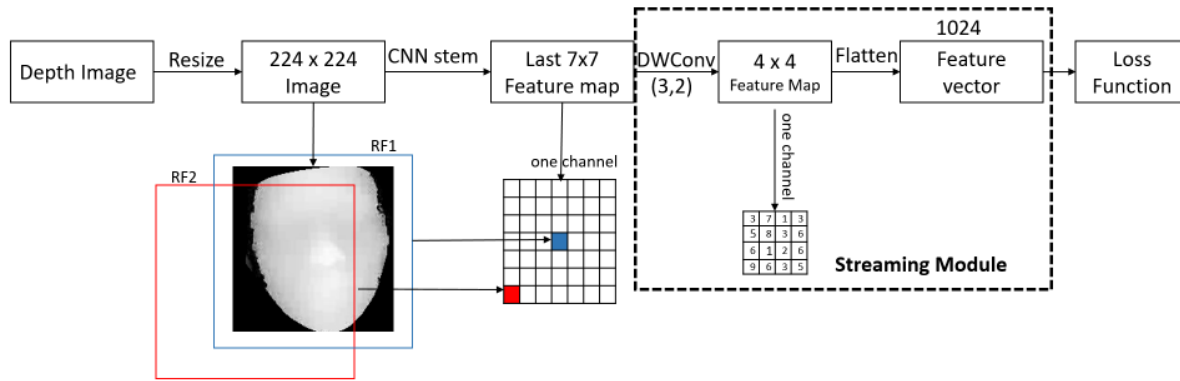 Depth Image
Resize
224 x 224
Image
CNN stem
Last 7x7
Feature map
DWConv
(3,2)
4 x 4
Feature Map
Flatten
1024
Feature
vector
Loss
Function
RF1
RF2
one channel
one channel
3 7 1 3
5 8 3 6
6 1 2 6
9 6 3 5
Streaming Module